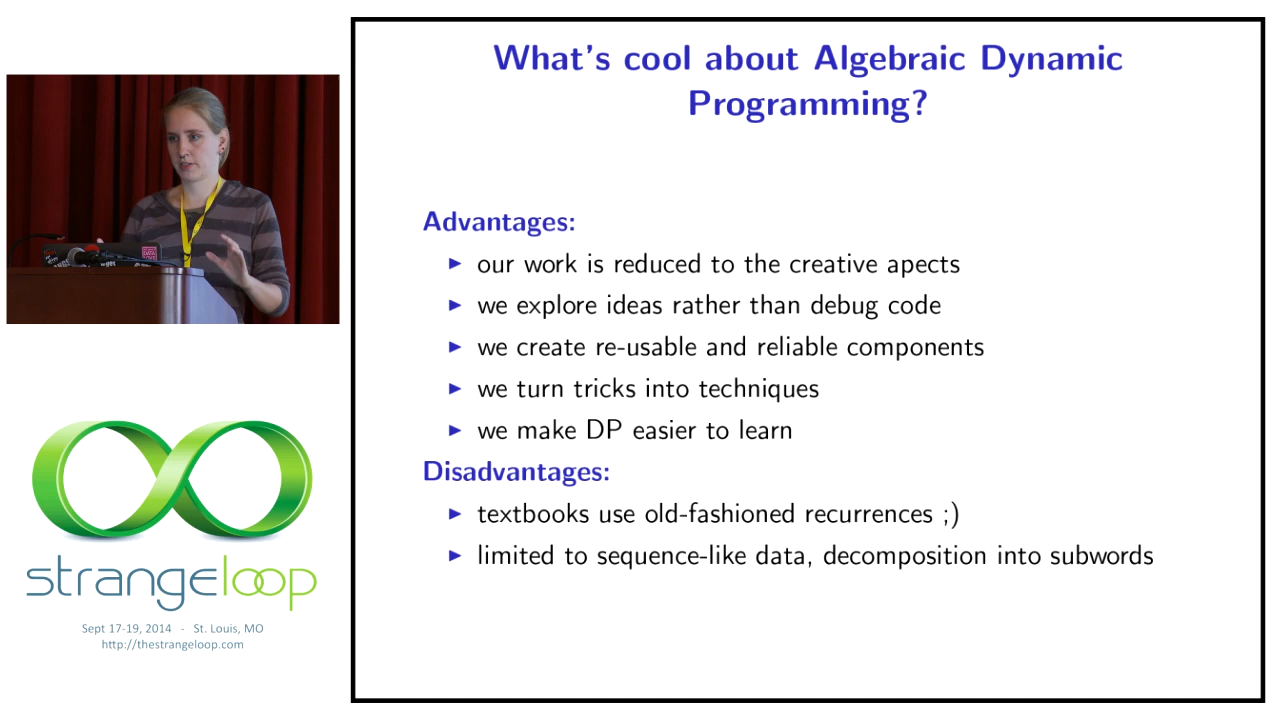 What's cool about Algebraic Dynamic
Programming?
Advantages:
our work is reduced to the creative apects
we explore ideas rather than debug code
we create re-usable and reliable components
we turn tricks into techniques
we make DP easier to learn
Disadvantages:
textbooks use old-fashioned recurrences ;)
limited to sequence-like data, decomposition into subwords
strangeloop
Sept 17-19, 2014 - St. Louis, MO
http://thestrangeloop.com